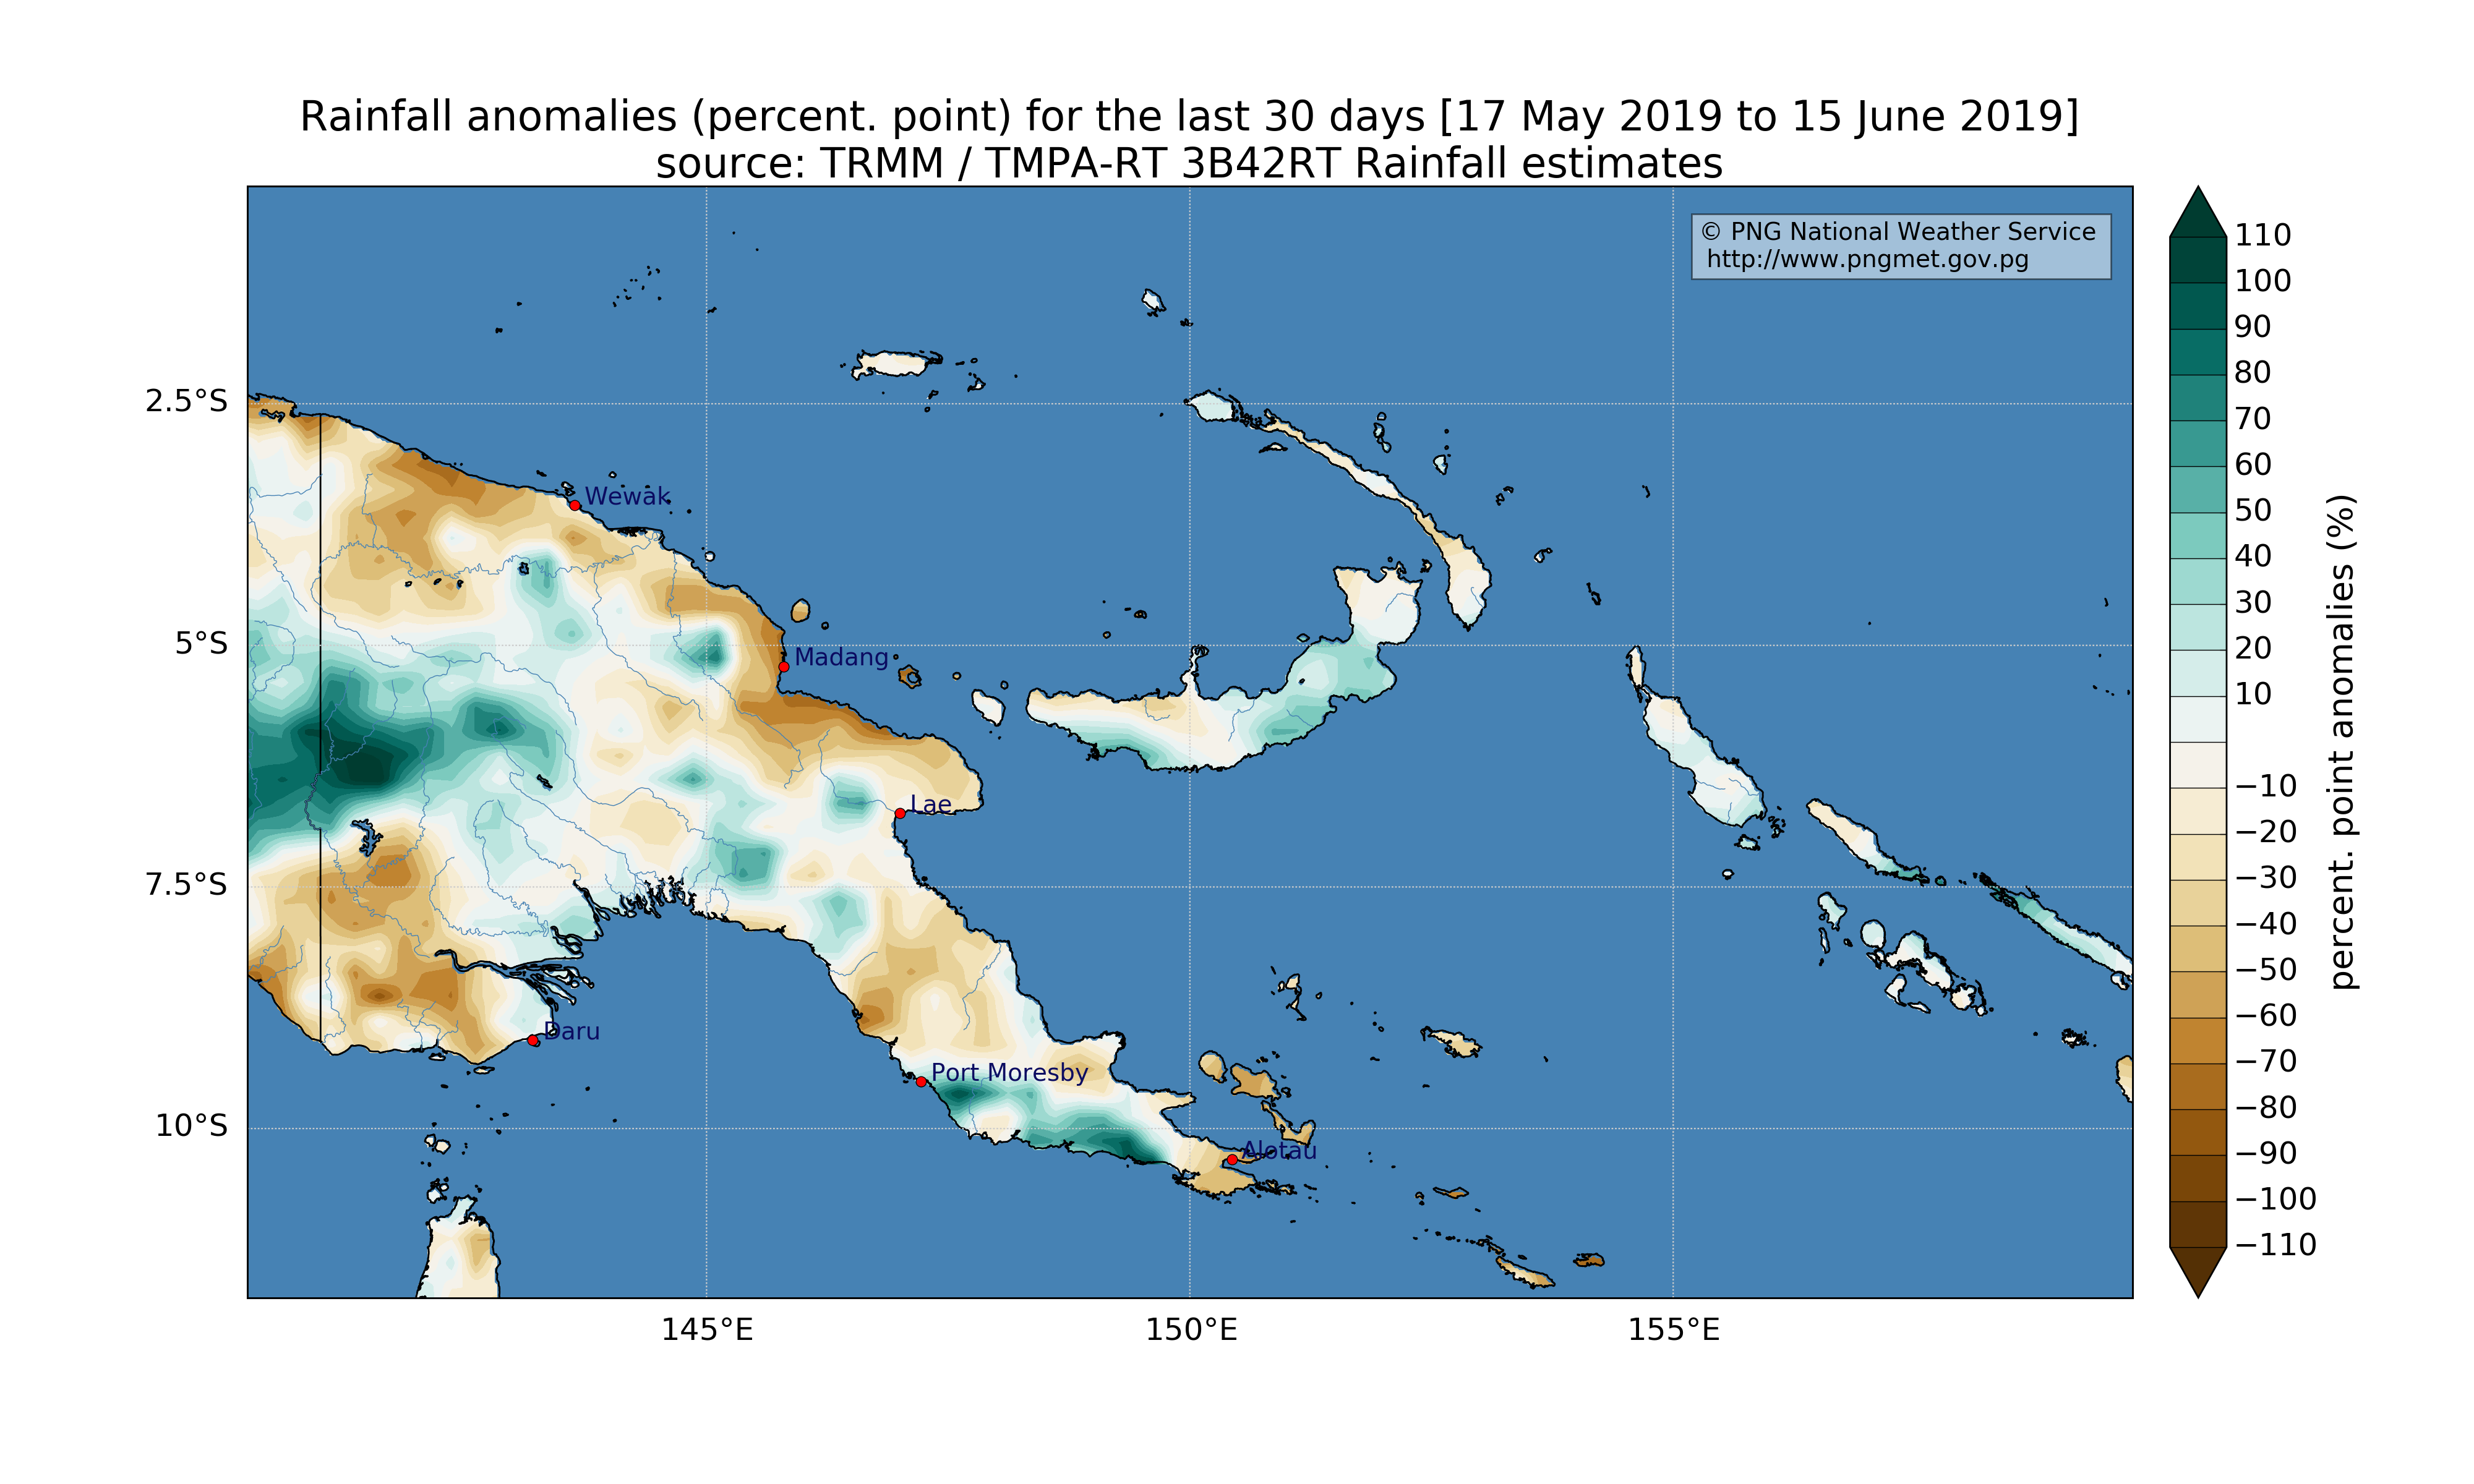 Rainfall anomalies (percent. point) for the last 30 days [17 May 2019 to 15 June 2019]
source: TRMM / TMPA-RT 3B42RT Rainfall estimates
© PNG National Weather Service
http://www.pngmet.gov.pg
2.5°S
5°S
7.5°S
10°S
145°E
150°E
155°E
Wewak
Madang
Lae
Daru
Port Moresby
Alotau
110
100
90
80
70
60
50
40
30
20
10
−10
−20
−30
−40
−50
−60
−70
−80
−90
−100
−110
percent. point anomalies (%)